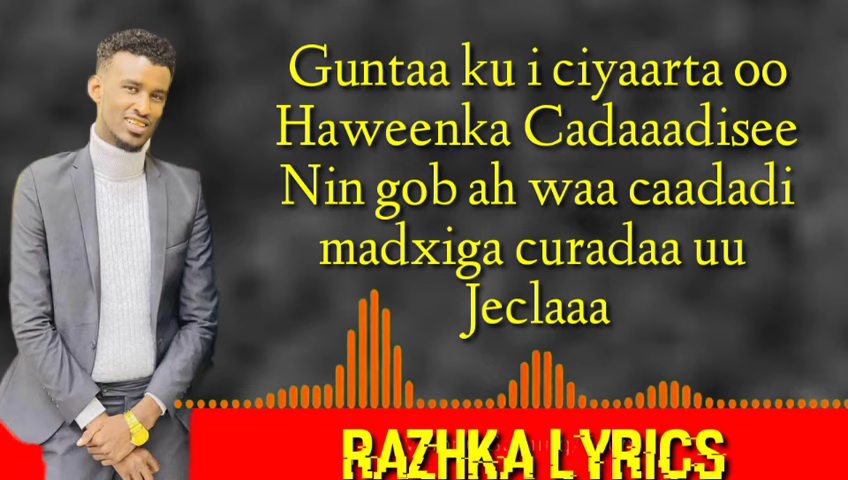 Guntaa ku i ciyaarta oo
Haweenka Cadaaadisee
Nin gob ah waa caadadi
madxiga curadaa uu
Jeclaaa
RAZHKA LYRICS